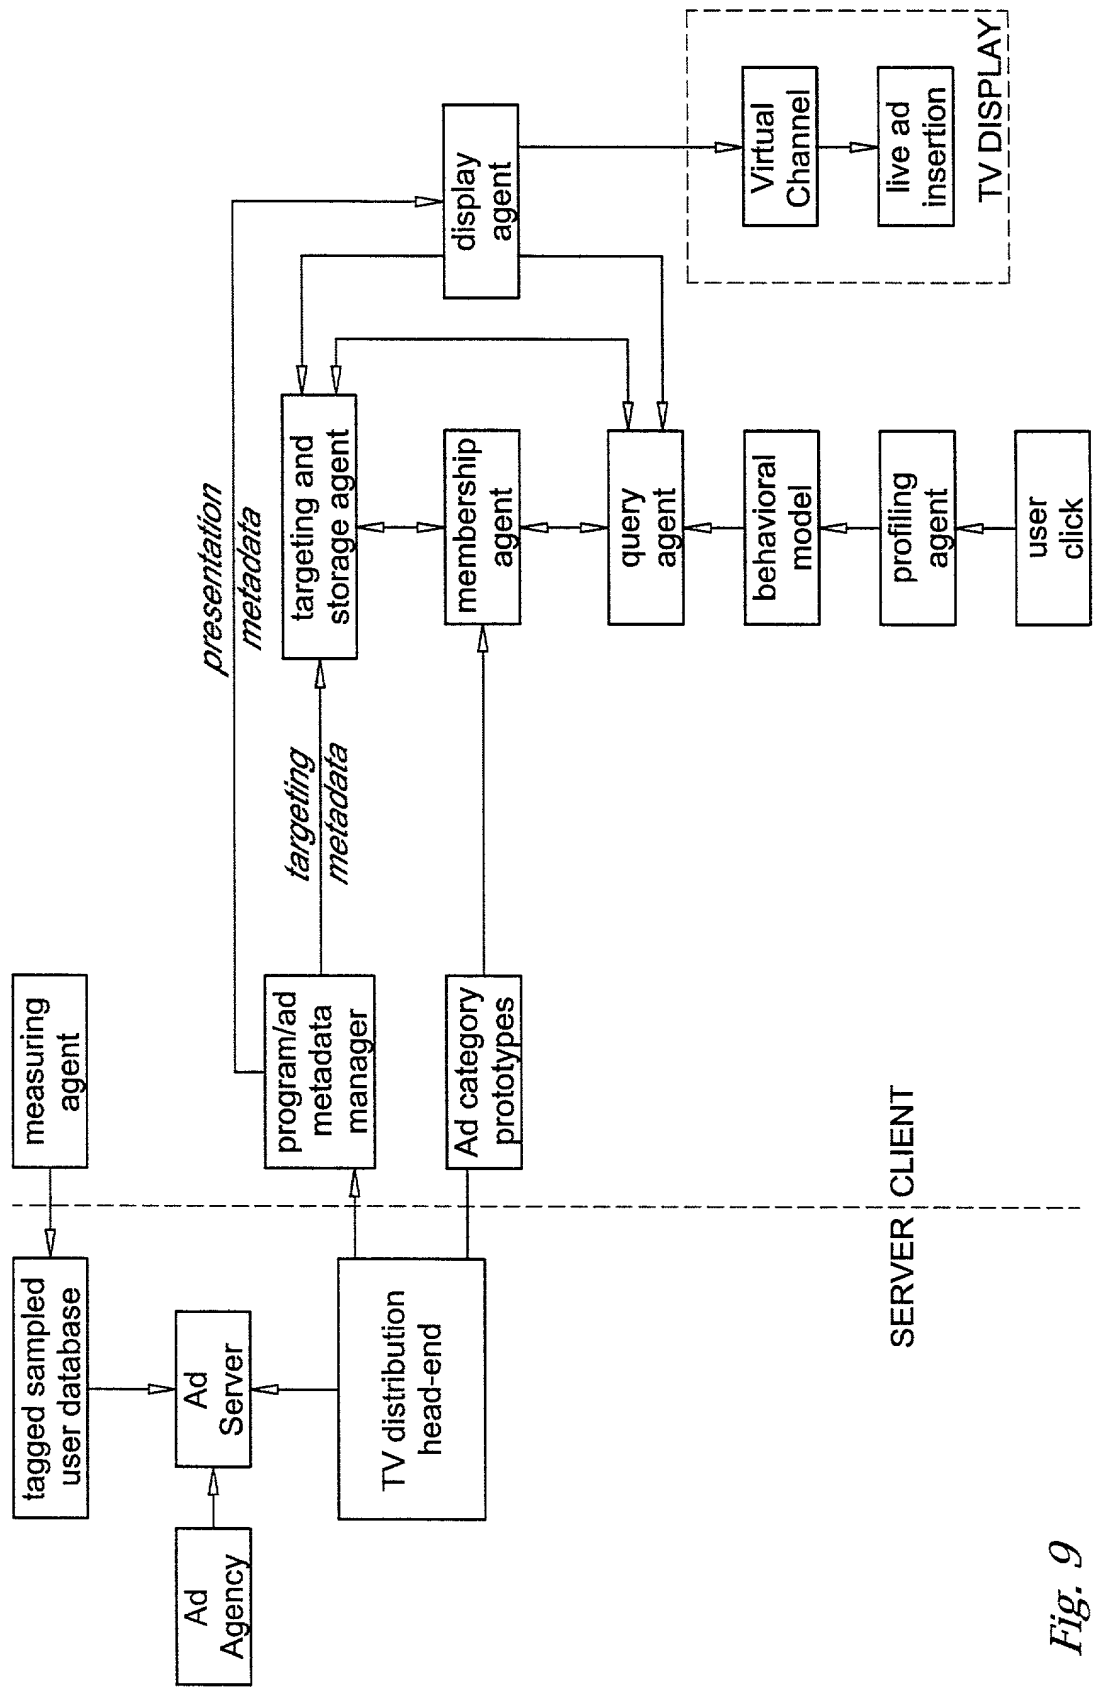 measuring
agent
tagged sampled
user database
Ad
Agency
Ad
Server
TV distribution
head-end
program/ad
metadata
manager
Ad category
prototypes
presentation
metadata
targeting
metadata
targeting and
storage agent
membership
agent
query
agent
behavioral
model
profiling
agent
user
click
display
agent
Virtual
Channel
live ad
insertion
TV DISPLAY
SERVER
CLIENT
Fig. 9